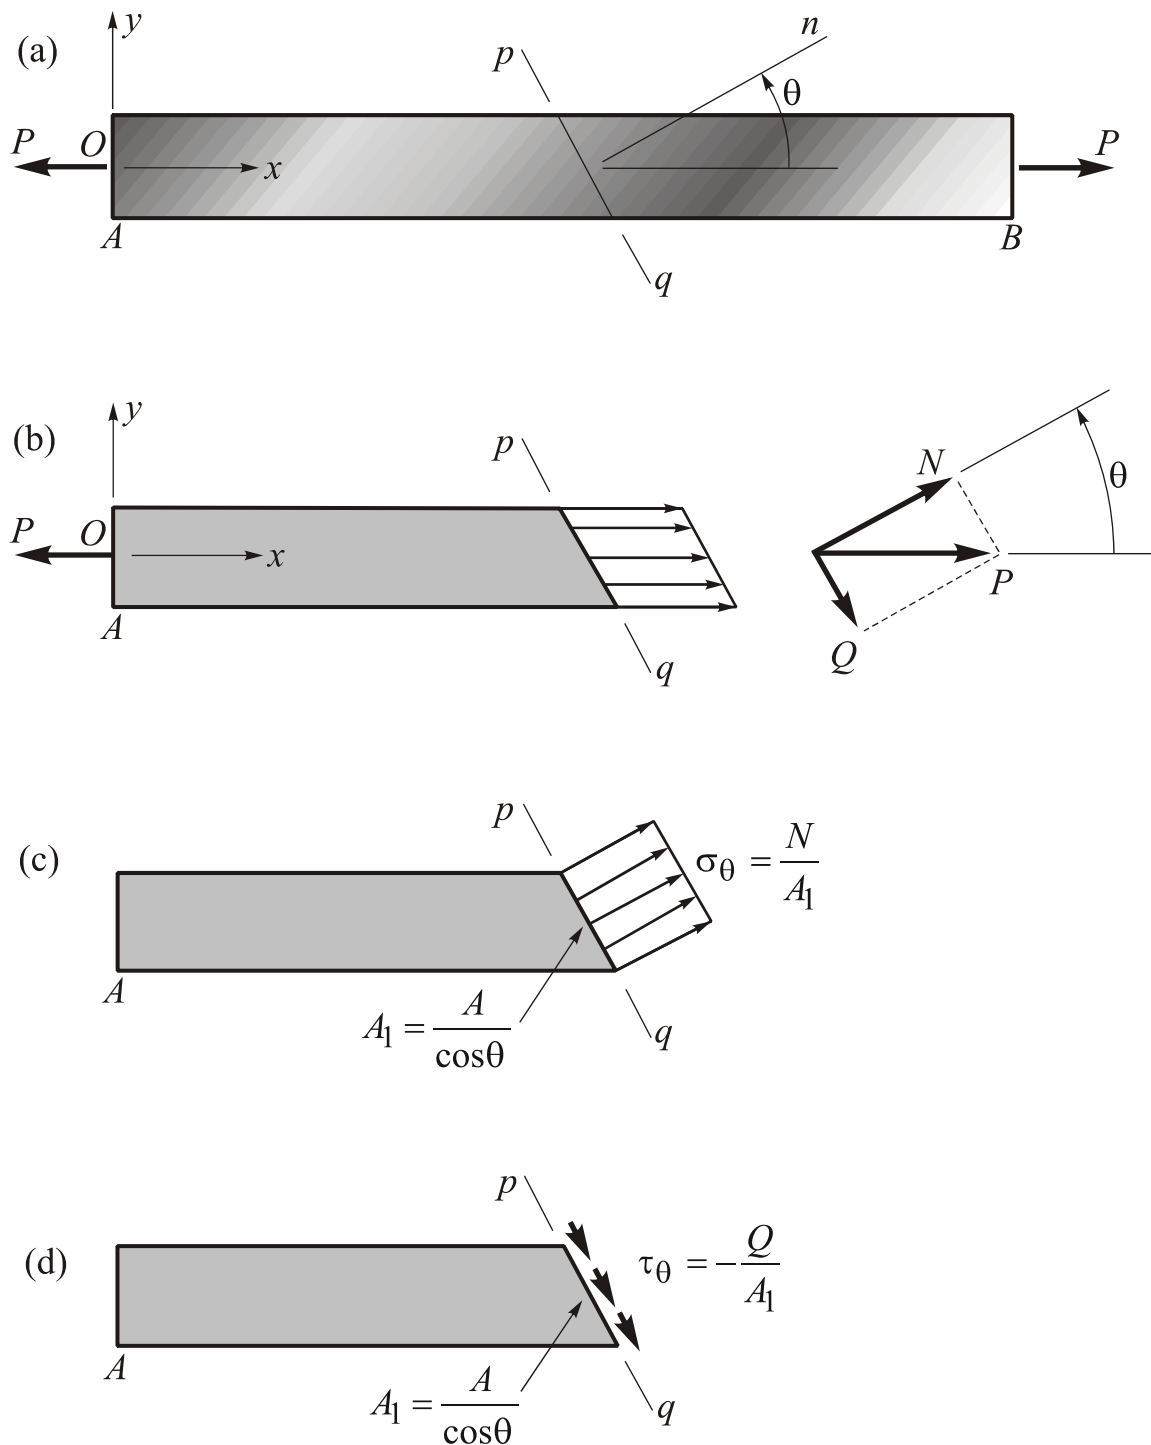 (a)
y
p
n
θ
P
O
x
P
A
B
q
(b)
y
p
N
θ
P
O
x
P
A
Q
q
(c)
p
σθ = N/A1
A
A1 = A/cosθ
q
(d)
p
τθ = −Q/A1
A
A1 = A/cosθ
q